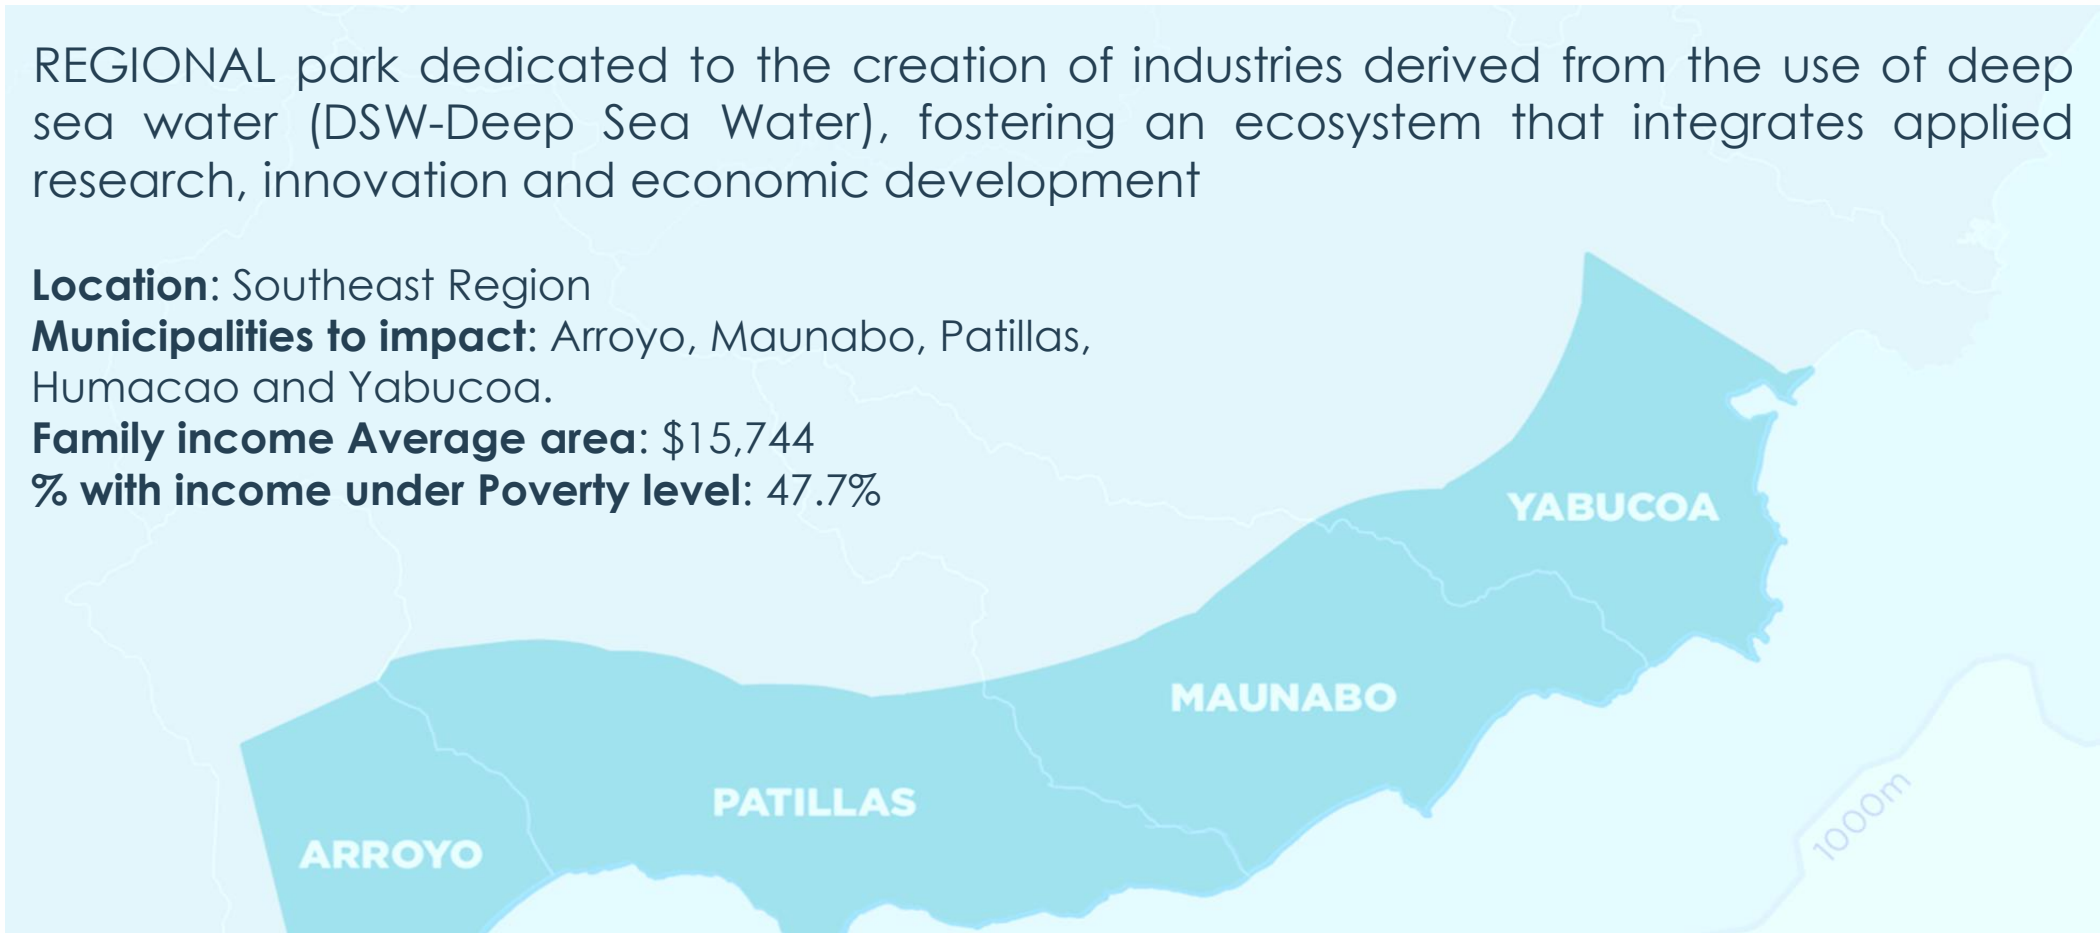 REGIONAL park dedicated to the creation of industries derived from the use of deep
sea water (DSW-Deep Sea Water), fostering an ecosystem that integrates applied
research, innovation and economic development
Location: Southeast Region
Municipalities to impact: Arroyo, Maunabo, Patillas,
Humacao and Yabucoa.
Family income Average area: $15,744
% with income under Poverty level: 47.7%
YABUCOA
MAUNABO
PATILLAS
ARROYO
1000m